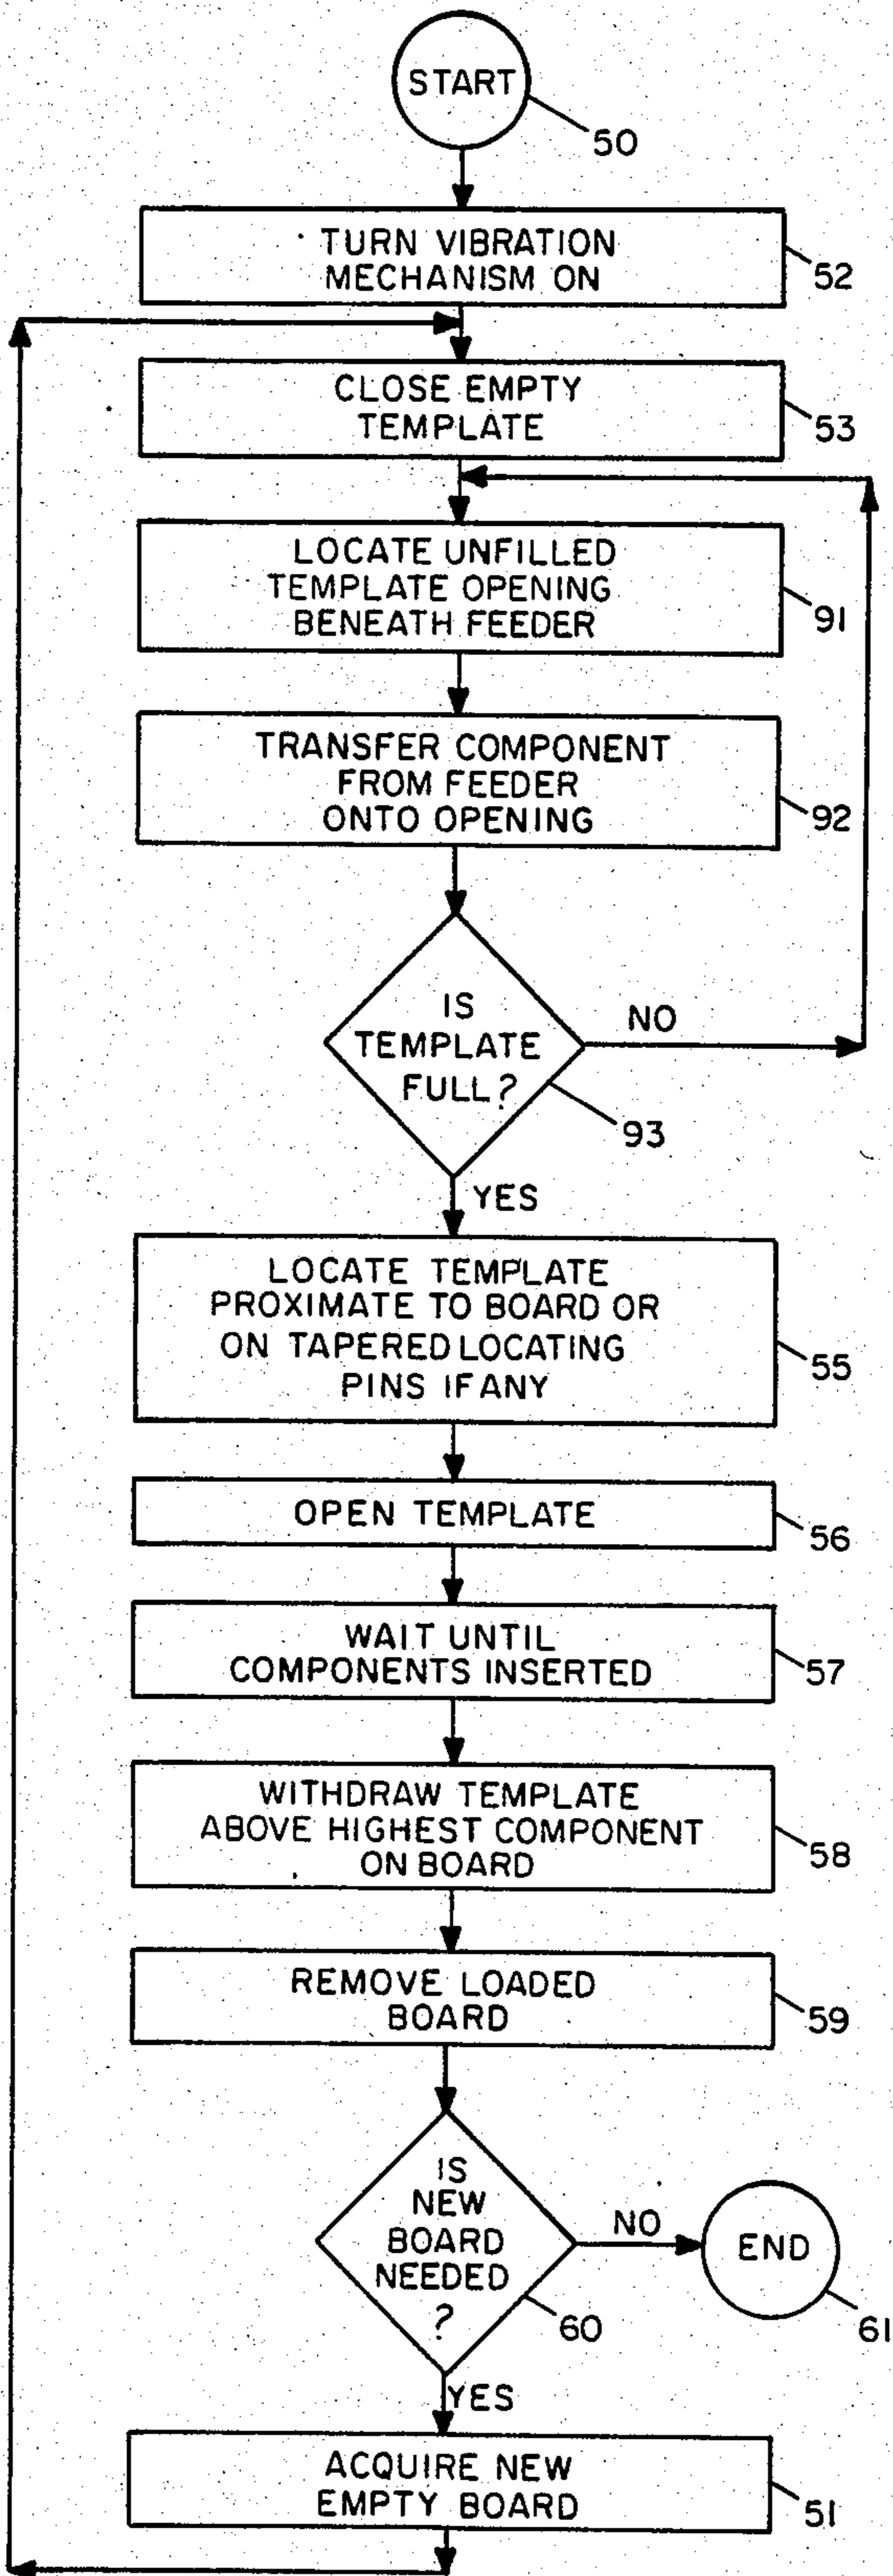 START
50
TURN VIBRATION
MECHANISM ON
52
CLOSE EMPTY
TEMPLATE
53
LOCATE UNFILLED
TEMPLATE OPENING
BENEATH FEEDER
91
TRANSFER COMPONENT
FROM FEEDER
ONTO OPENING
92
IS
TEMPLATE
FULL?
NO
93
YES
LOCATE TEMPLATE
PROXIMATE TO BOARD OR
ON TAPERED LOCATING
PINS IF ANY
55
OPEN TEMPLATE
56
WAIT UNTIL
COMPONENTS INSERTED
57
WITHDRAW TEMPLATE
ABOVE HIGHEST COMPONENT
ON BOARD
58
REMOVE LOADED
BOARD
59
IS
NEW
BOARD
NEEDED
?
NO
END
60
61
YES
ACQUIRE NEW
EMPTY BOARD
51